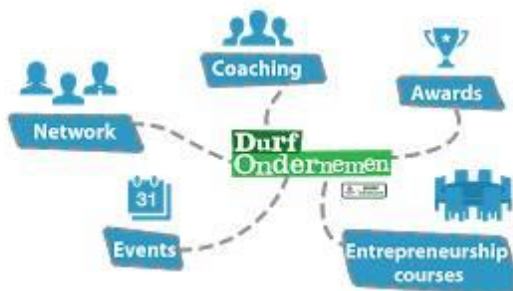 Coaching
Awards
Network
Durf
Ondernemen
31
Events
Entrepreneurship
courses